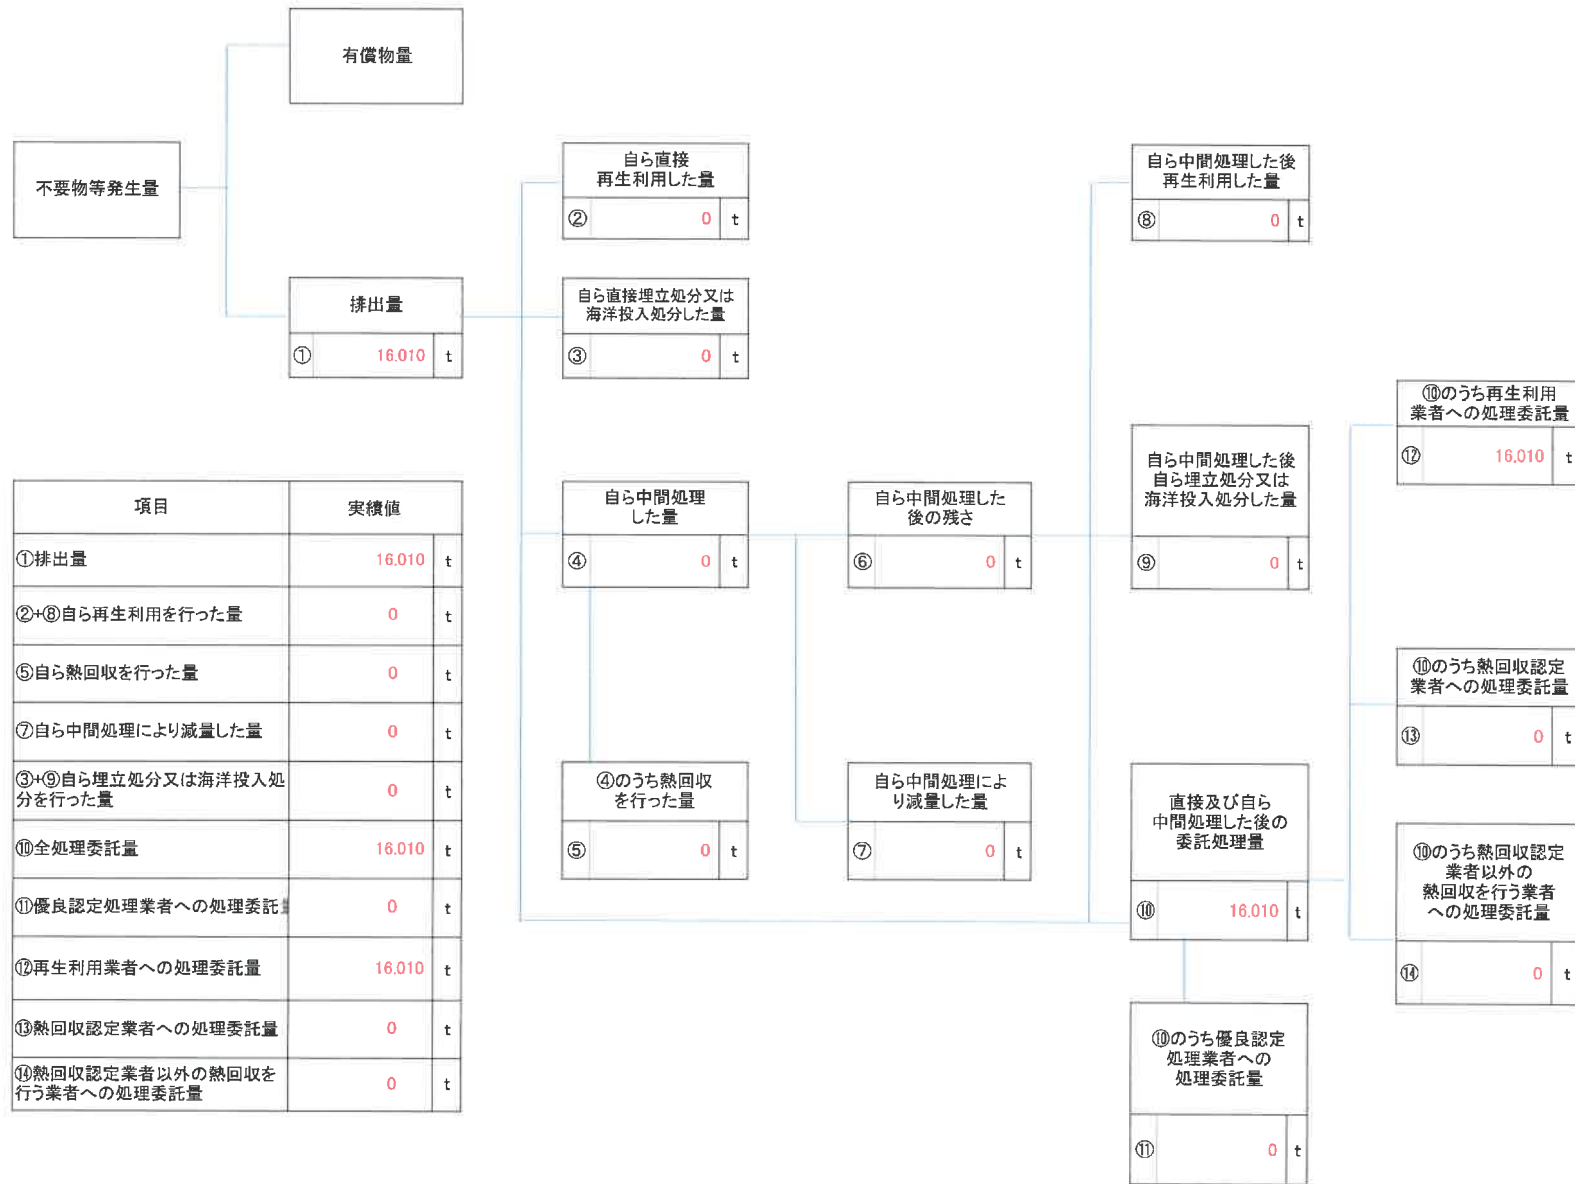 有償物量
不要物等発生量
排出量
① 16.010 t
自ら直接
再生利用した量
② 0 t
自ら直接埋立処分又は
海洋投入処分した量
③ 0 t
自ら中間処理
した量
④ 0 t
④のうち熱回収
を行った量
⑤ 0 t
自ら中間処理した
後の残さ
⑥ 0 t
自ら中間処理によ
り減量した量
⑦ 0 t
自ら中間処理した後
再生利用した量
⑧ 0 t
自ら中間処理した後
自ら埋立処分又は
海洋投入処分した量
⑨ 0 t
直接及び自ら
中間処理した後の
委託処理量
⑩ 16.010 t
⑩のうち優良認定
処理業者への
処理委託量
⑪ 0 t
⑩のうち再生利用
業者への処理委託量
⑫ 16.010 t
⑩のうち熱回収認定
業者への処理委託量
⑬ 0 t
⑩のうち熱回収認定
業者以外の
熱回収を行う業者
への処理委託量
⑭ 0 t
項目 実績値
①排出量 16.010 t
②+⑧自ら再生利用を行った量 0 t
⑤自ら熱回収を行った量 0 t
⑦自ら中間処理により減量した量 0 t
③+⑨自ら埋立処分又は海洋投入処
分を行った量 0 t
⑩全処理委託量 16.010 t
⑪優良認定処理業者への処理委託 0 t
⑫再生利用業者への処理委託量 16.010 t
⑬熱回収認定業者への処理委託量 0 t
⑭熱回収認定業者以外の熱回収を
行う業者への処理委託量 0 t